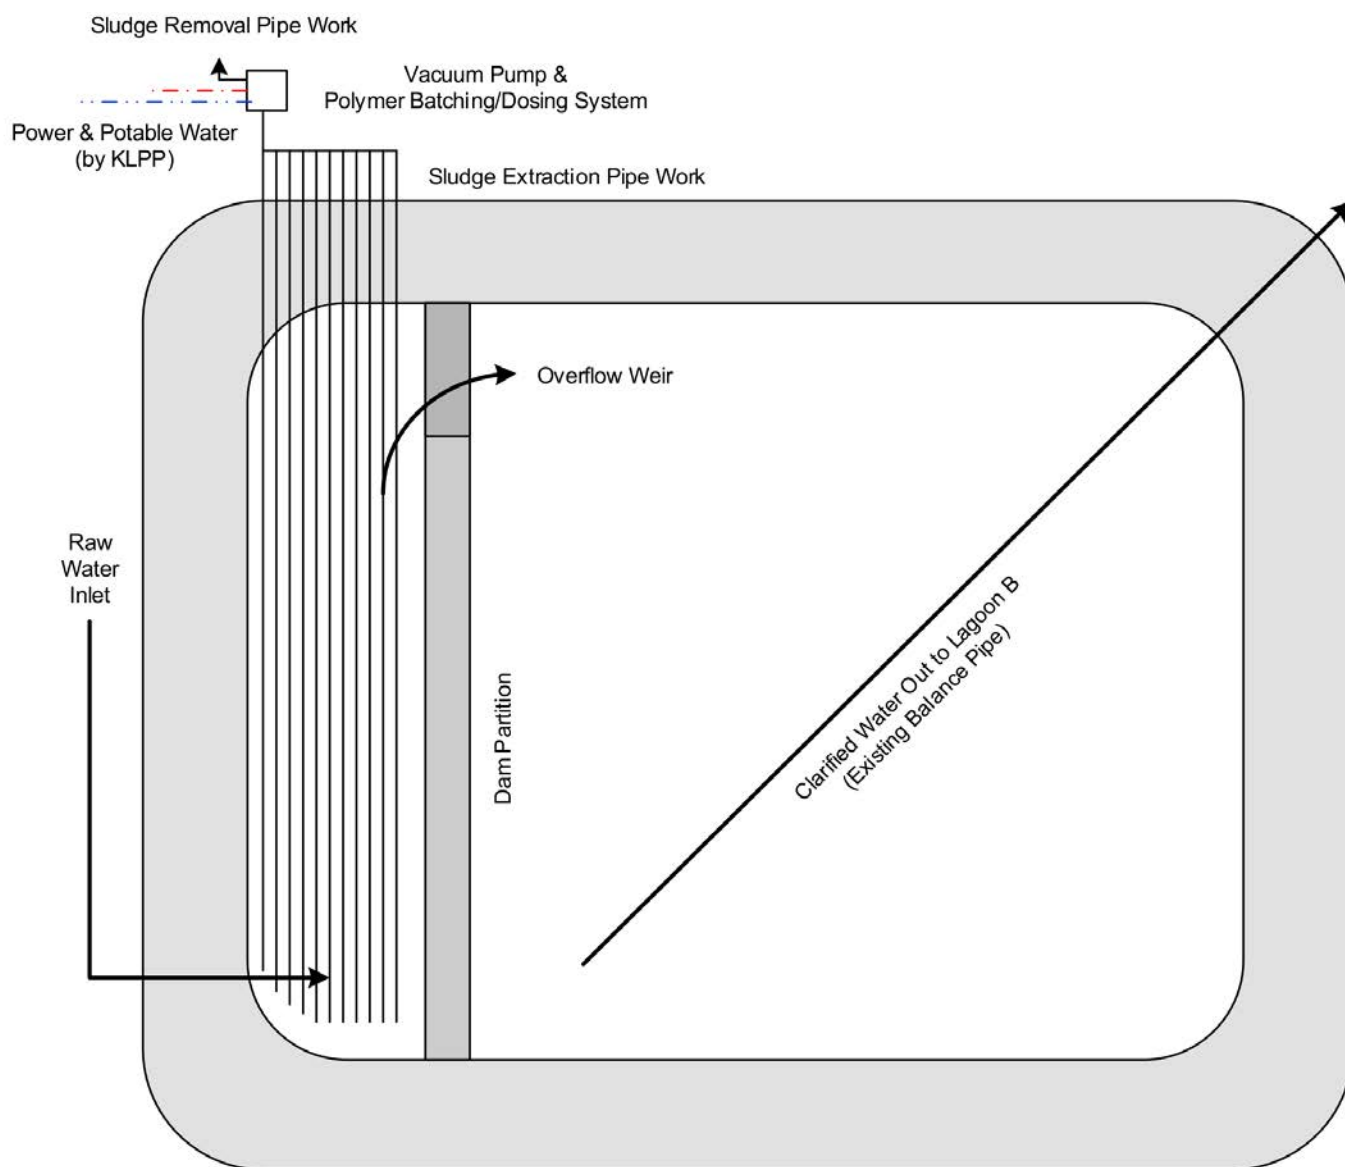 Sludge Removal Pipe Work
Vacuum Pump &
Polymer Batching/Dosing System
Power & Potable Water
(by KLPP)
Sludge Extraction Pipe Work
Overflow Weir
Raw
Water
Inlet
Dam Partition
Clarified Water Out to Lagoon B
(Existing Balance Pipe)